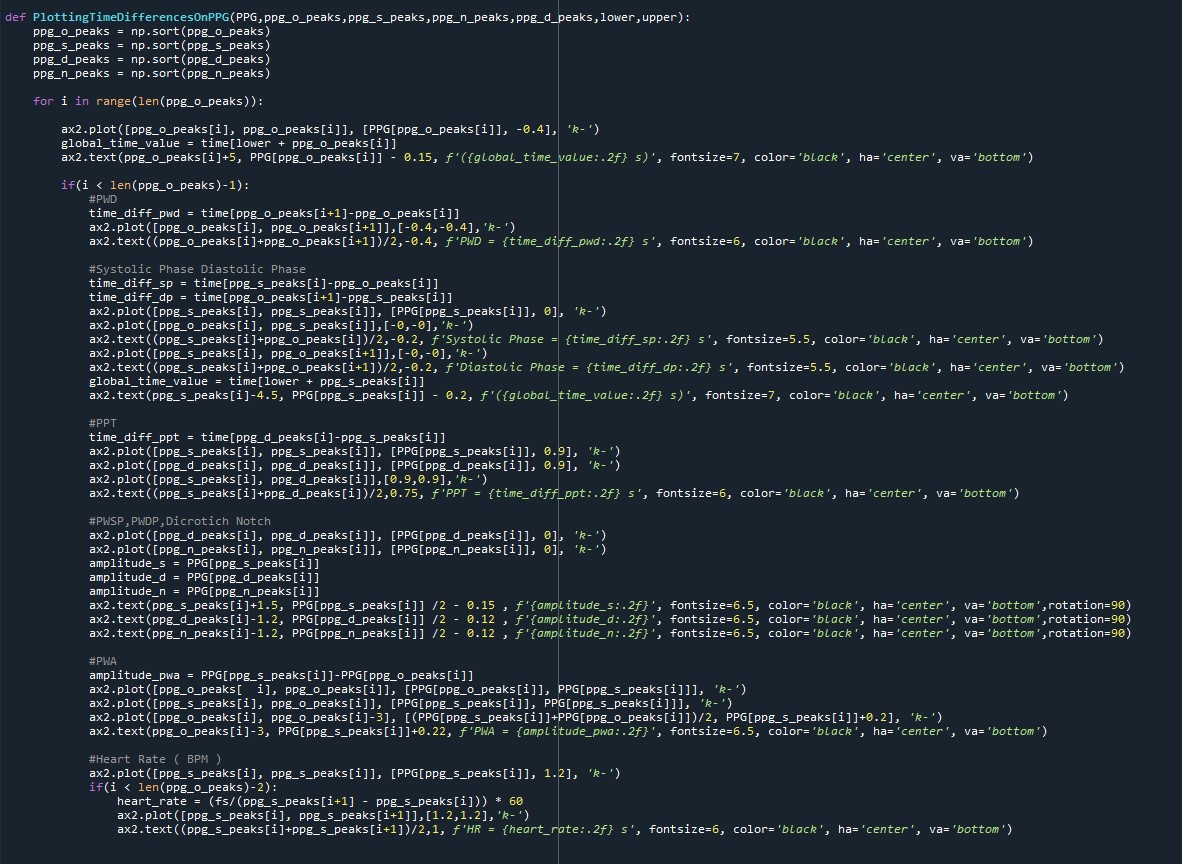 def PlottingTimeDifferencesOnPPG(PPG,ppg_o_peaks,ppg_s_peaks,ppg_n_peaks,ppg_d_peaks,lower,upper):
    ppg_o_peaks = np.sort(ppg_o_peaks)
    ppg_s_peaks = np.sort(ppg_s_peaks)
    ppg_d_peaks = np.sort(ppg_d_peaks)
    ppg_n_peaks = np.sort(ppg_n_peaks)

    for i in range(len(ppg_o_peaks)):

        ax2.plot([ppg_o_peaks[i], ppg_o_peaks[i]], [PPG[ppg_o_peaks[i]], -0.4], 'k-')
        global_time_value = time[lower + ppg_o_peaks[i]]
        ax2.text(ppg_o_peaks[i]+5, PPG[ppg_o_peaks[i]] - 0.15, f'({global_time_value:.2f} s)', fontsize=7, color='black', ha='center', va='bottom')

        if(i < len(ppg_o_peaks)-1):
            #PWD
            time_diff_pwd = time[ppg_o_peaks[i+1]-ppg_o_peaks[i]]
            ax2.plot([ppg_o_peaks[i], ppg_o_peaks[i+1]],[-0.4,-0.4],'k-')
            ax2.text((ppg_o_peaks[i]+ppg_o_peaks[i+1])/2,-0.4, f'PWD = {time_diff_pwd:.2f} s', fontsize=6, color='black', ha='center', va='bottom')

            #Systolic Phase Diastolic Phase
            time_diff_sp = time[ppg_s_peaks[i]-ppg_o_peaks[i]]
            time_diff_dp = time[ppg_o_peaks[i+1]-ppg_s_peaks[i]]
            ax2.plot([ppg_s_peaks[i], ppg_s_peaks[i]], [PPG[ppg_s_peaks[i]], 0], 'k-')
            ax2.plot([ppg_o_peaks[i], ppg_s_peaks[i]],[-0,-0],'k-')
            ax2.text((ppg_s_peaks[i]+ppg_o_peaks[i])/2,-0.2, f'Systolic Phase = {time_diff_sp:.2f} s', fontsize=5.5, color='black', ha='center', va='bottom')
            ax2.plot([ppg_s_peaks[i], ppg_o_peaks[i+1]],[-0,-0],'k-')
            ax2.text((ppg_s_peaks[i]+ppg_o_peaks[i+1])/2,-0.2, f'Diastolic Phase = {time_diff_dp:.2f} s', fontsize=5.5, color='black', ha='center', va='bottom')
            global_time_value = time[lower + ppg_s_peaks[i]]
            ax2.text(ppg_s_peaks[i]-4.5, PPG[ppg_s_peaks[i]] - 0.2, f'({global_time_value:.2f} s)', fontsize=7, color='black', ha='center', va='bottom')

            #PPT
            time_diff_ppt = time[ppg_d_peaks[i]-ppg_s_peaks[i]]
            ax2.plot([ppg_s_peaks[i], ppg_s_peaks[i]], [PPG[ppg_s_peaks[i]], 0.9], 'k-')
            ax2.plot([ppg_d_peaks[i], ppg_d_peaks[i]], [PPG[ppg_d_peaks[i]], 0.9], 'k-')
            ax2.plot([ppg_s_peaks[i], ppg_d_peaks[i]],[0.9,0.9],'k-')
            ax2.text((ppg_s_peaks[i]+ppg_d_peaks[i])/2,0.75, f'PPT = {time_diff_ppt:.2f} s', fontsize=6, color='black', ha='center', va='bottom')

            #PWSP,PWDP,Dicrotich Notch
            ax2.plot([ppg_d_peaks[i], ppg_d_peaks[i]], [PPG[ppg_d_peaks[i]], 0], 'k-')
            ax2.plot([ppg_n_peaks[i], ppg_n_peaks[i]], [PPG[ppg_n_peaks[i]], 0], 'k-')
            amplitude_s = PPG[ppg_s_peaks[i]]
            amplitude_d = PPG[ppg_d_peaks[i]]
            amplitude_n = PPG[ppg_n_peaks[i]]
            ax2.text(ppg_s_peaks[i]+1.5, PPG[ppg_s_peaks[i]] /2 - 0.15 , f'{amplitude_s:.2f}', fontsize=6.5, color='black', ha='center', va='bottom',rotation=90)
            ax2.text(ppg_d_peaks[i]-1.2, PPG[ppg_d_peaks[i]] /2 - 0.12 , f'{amplitude_d:.2f}', fontsize=6.5, color='black', ha='center', va='bottom',rotation=90)
            ax2.text(ppg_n_peaks[i]-1.2, PPG[ppg_n_peaks[i]] /2 - 0.12 , f'{amplitude_n:.2f}', fontsize=6.5, color='black', ha='center', va='bottom',rotation=90)

            #PWA
            amplitude_pwa = PPG[ppg_s_peaks[i]]-PPG[ppg_o_peaks[i]]
            ax2.plot([ppg_o_peaks[  i], ppg_o_peaks[i]], [PPG[ppg_o_peaks[i]], PPG[ppg_s_peaks[i]]], 'k-')
            ax2.plot([ppg_s_peaks[i], ppg_o_peaks[i]], [PPG[ppg_s_peaks[i]], PPG[ppg_s_peaks[i]]], 'k-')
            ax2.plot([ppg_o_peaks[i], ppg_o_peaks[i]-3], [(PPG[ppg_s_peaks[i]]+PPG[ppg_o_peaks[i]])/2, PPG[ppg_s_peaks[i]]+0.2], 'k-')
            ax2.text(ppg_o_peaks[i]-3, PPG[ppg_s_peaks[i]]+0.22, f'PWA = {amplitude_pwa:.2f}', fontsize=6.5, color='black', ha='center', va='bottom')

            #Heart Rate ( BPM )
            ax2.plot([ppg_s_peaks[i], ppg_s_peaks[i]], [PPG[ppg_s_peaks[i]], 1.2], 'k-')
            if(i < len(ppg_o_peaks)-2):
                heart_rate = (fs/(ppg_s_peaks[i+1] - ppg_s_peaks[i])) * 60
                ax2.plot([ppg_s_peaks[i], ppg_s_peaks[i+1]],[1.2,1.2],'k-')
                ax2.text((ppg_s_peaks[i]+ppg_s_peaks[i+1])/2,1, f'HR = {heart_rate:.2f} s', fontsize=6, color='black', ha='center', va='bottom')